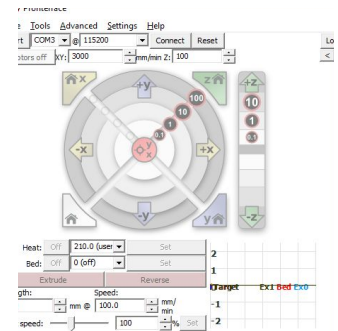 Pronterface
e Tools Advanced Settings Help
rt COM3 @ 115200 Connect Reset Lo
tors off XY: 3000 mm/min Z: 100 <
x z +z
+y
100
10
1
0.1
10
1
0.1
-x y x +x
-y y -z
Heat: Off 210.0 (user Set
Bed: Off 0 (off) Set
Extrude Reverse
gth: Speed:
mm @ 100.0 mm/
min
speed: 100 % Set
2
1
Target Ex1 Bed Ex0
-1
-2